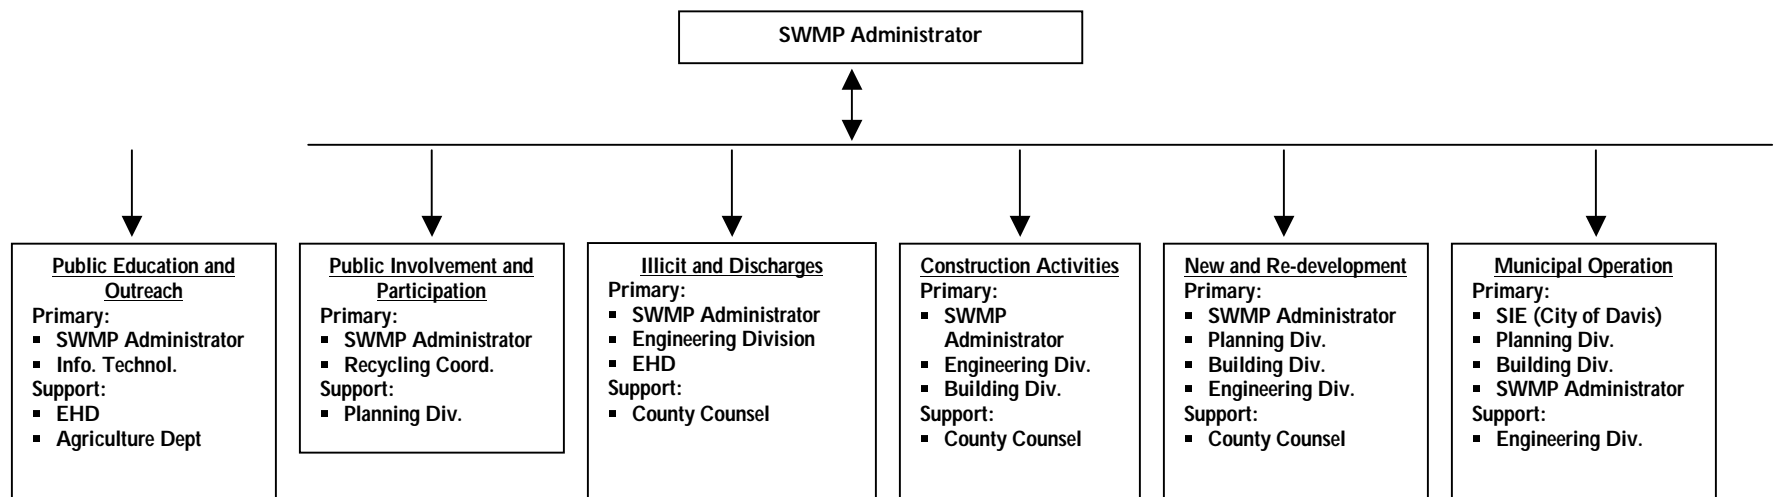 SWMP Administrator
Public Education and
Outreach
Primary:
▪ SWMP Administrator
▪ Info. Technol.
Support:
▪ EHD
▪ Agriculture Dept
Public Involvement and
Participation
Primary:
▪ SWMP Administrator
▪ Recycling Coord.
Support:
▪ Planning Div.
Illicit and Discharges
Primary:
▪ SWMP Administrator
▪ Engineering Division
▪ EHD
Support:
▪ County Counsel
Construction Activities
Primary:
▪ SWMP
Administrator
▪ Engineering Div.
▪ Building Div.
Support:
▪ County Counsel
New and Re-development
Primary:
▪ SWMP Administrator
▪ Planning Div.
▪ Building Div.
▪ Engineering Div.
Support:
▪ County Counsel
Municipal Operation
Primary:
▪ SIE (City of Davis)
▪ Planning Div.
▪ Building Div.
▪ SWMP Administrator
Support:
▪ Engineering Div.